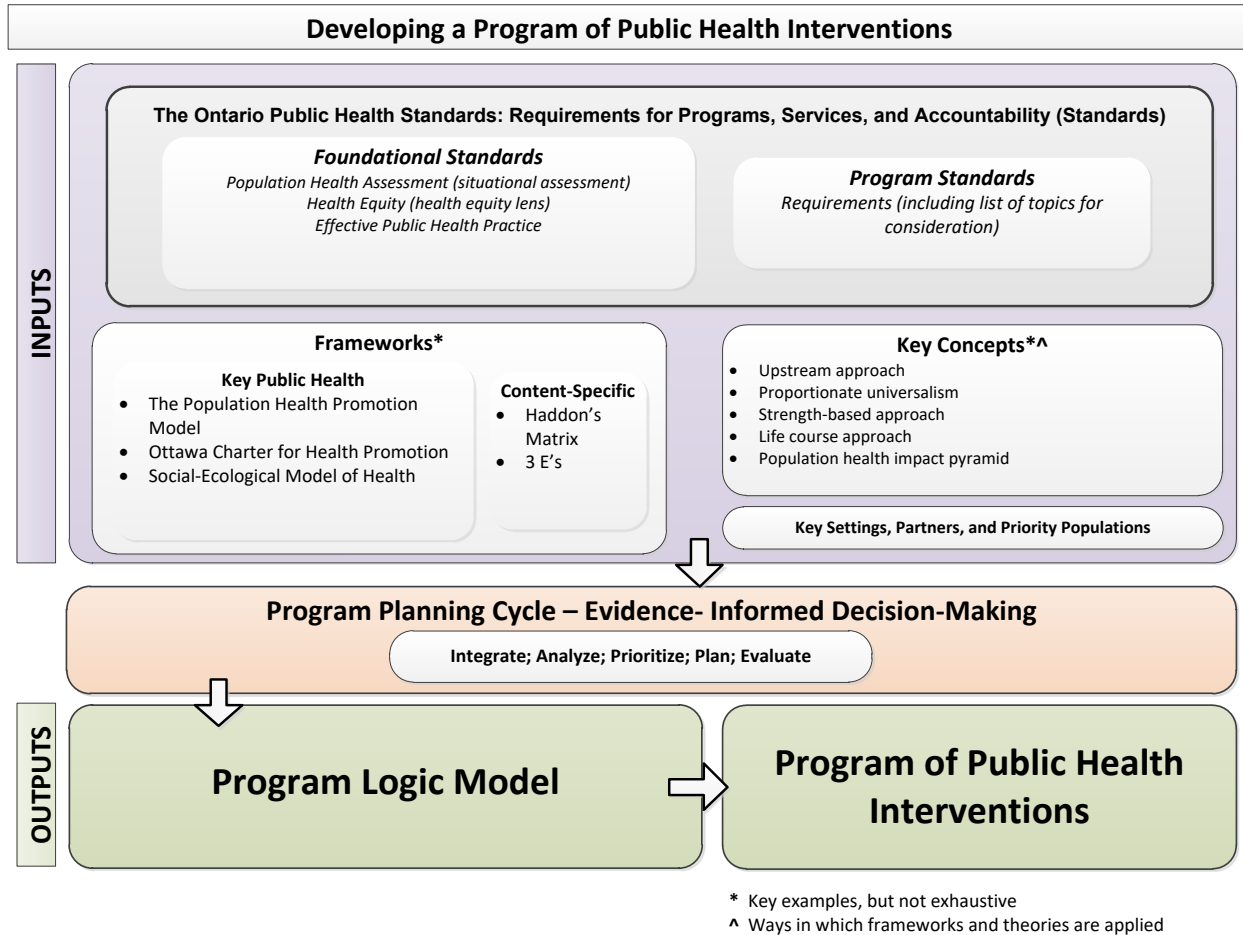 Developing a Program of Public Health Interventions
INPUTS
The Ontario Public Health Standards: Requirements for Programs, Services, and Accountability (Standards)
Foundational Standards
Population Health Assessment (situational assessment)
Health Equity (health equity lens)
Effective Public Health Practice
Program Standards
Requirements (including list of topics for
consideration)
Frameworks*
Key Public Health
• The Population Health Promotion
Model
• Ottawa Charter for Health Promotion
• Social-Ecological Model of Health
Content-Specific
• Haddon's
Matrix
• 3 E's
Key Concepts*^
• Upstream approach
• Proportionate universalism
• Strength-based approach
• Life course approach
• Population health impact pyramid
Key Settings, Partners, and Priority Populations
Program Planning Cycle – Evidence- Informed Decision-Making
Integrate; Analyze; Prioritize; Plan; Evaluate
OUTPUTS
Program Logic Model
Program of Public Health
Interventions
* Key examples, but not exhaustive
^ Ways in which frameworks and theories are applied